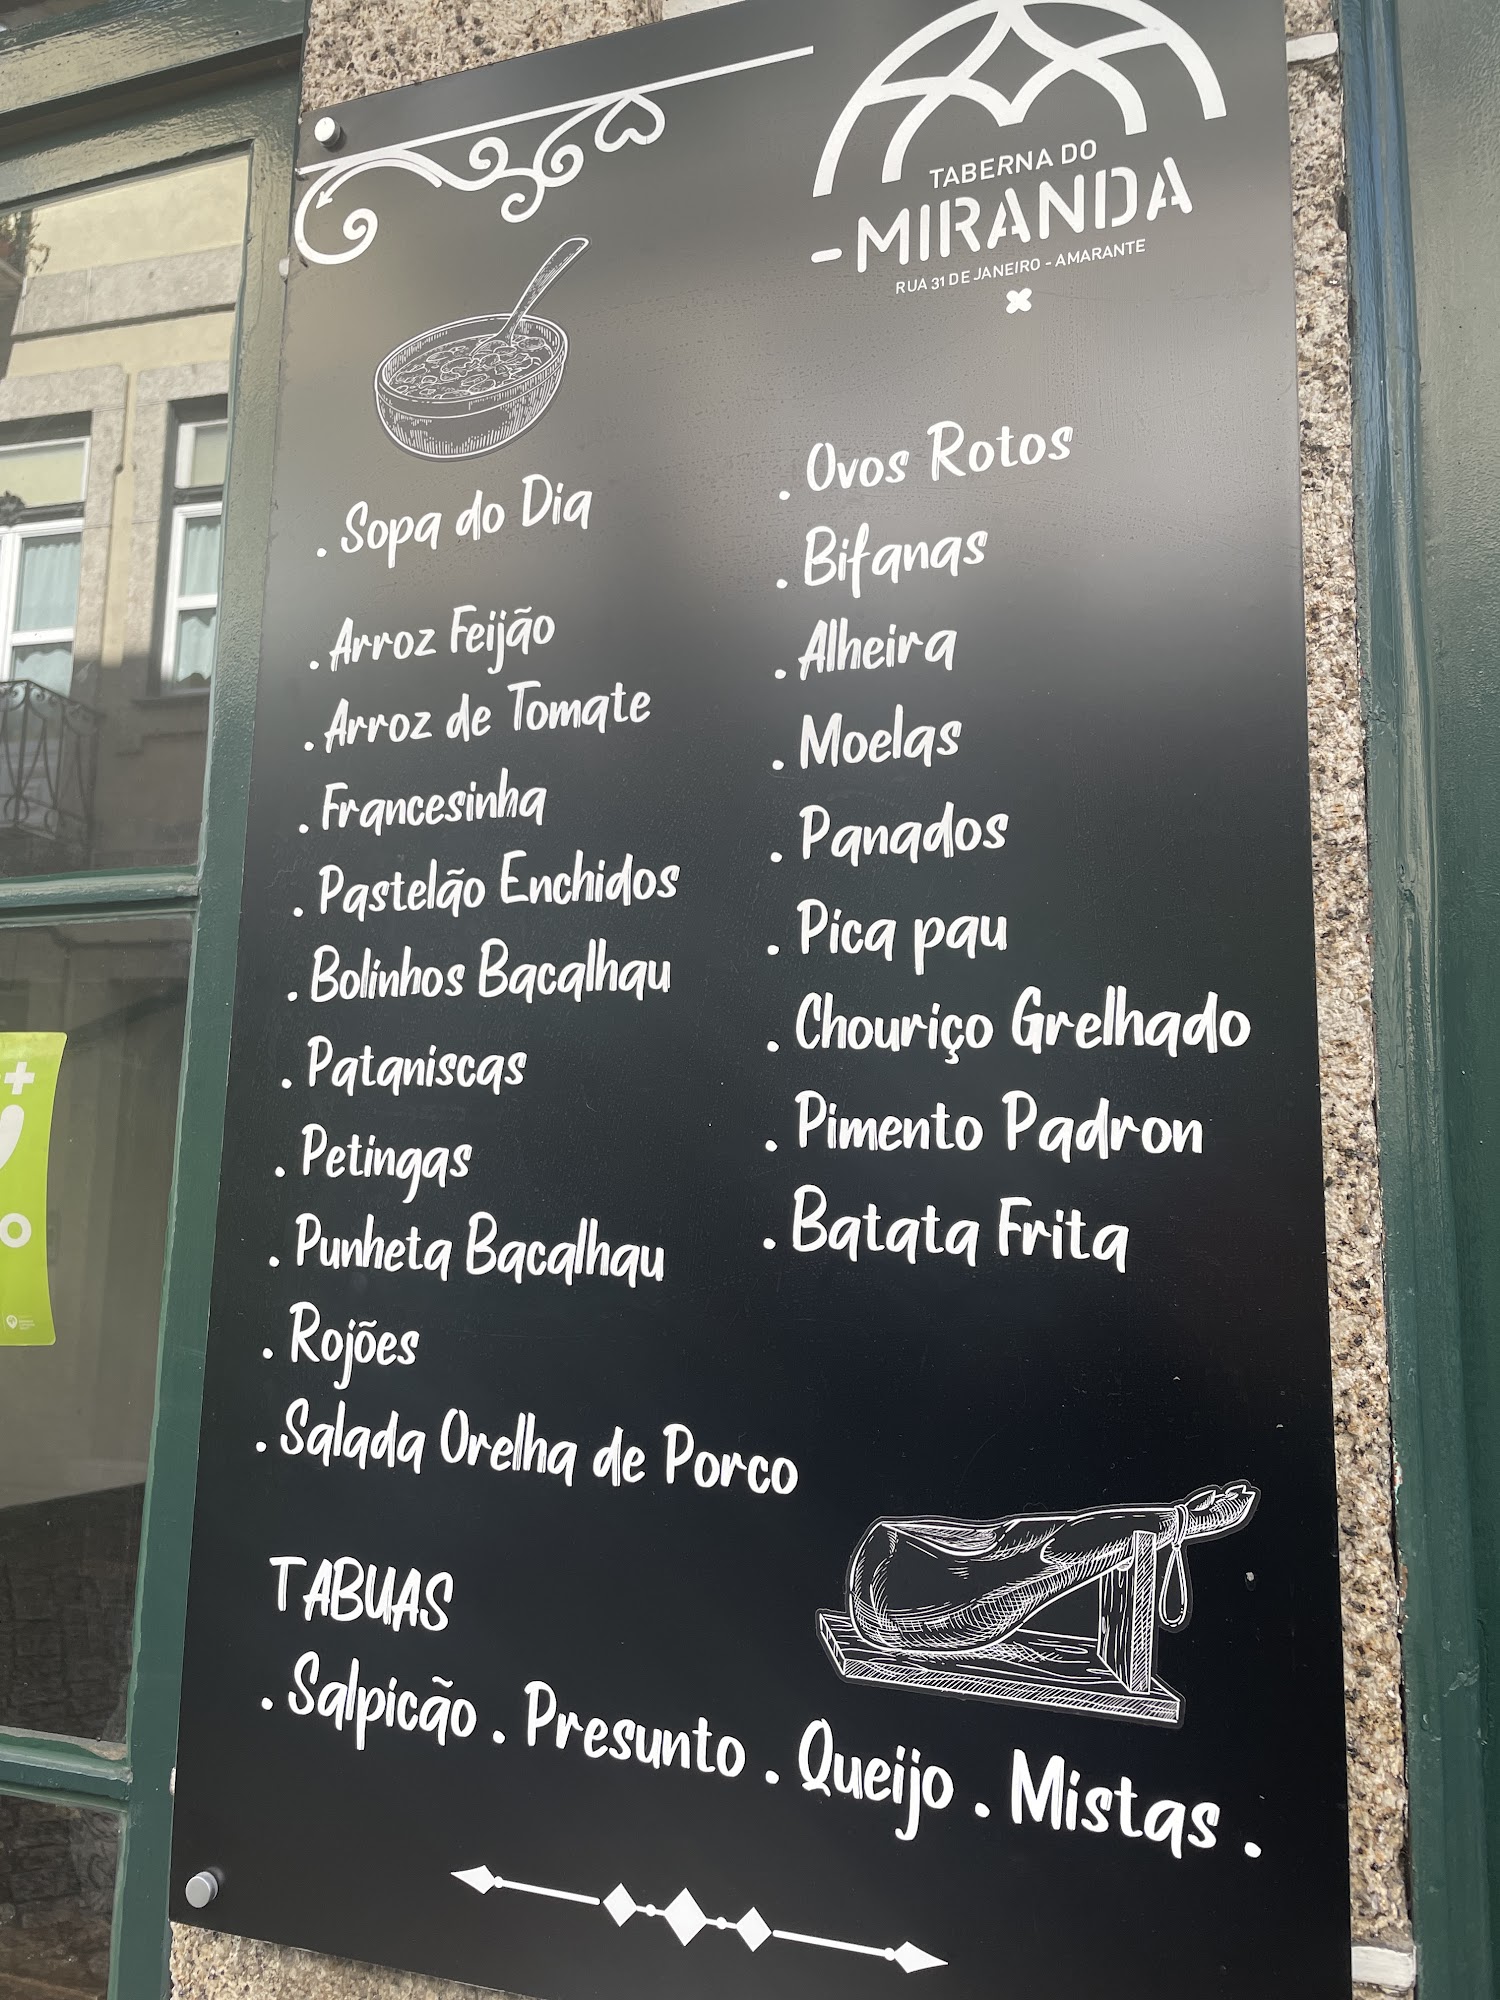 TABERNA DO
MIRANDA
RUA 31 DE JANEIRO - AMARANTE
. Sopa do Dia
. Arroz Feijão
. Arroz de Tomate
. Francesinha
. Pastelão Enchidos
. Bolinhos Bacalhau
. Pataniscas
. Petingas
. Punheta Bacalhau
. Rojões
. Salada Orelha de Porco
. Ovos Rotos
. Bifanas
. Alheira
. Moelas
. Panados
. Pica pau
. Chouriço Grelhado
. Pimento Padron
. Batata Frita
TABUAS
. Salpicão . Presunto . Queijo . Mistas .